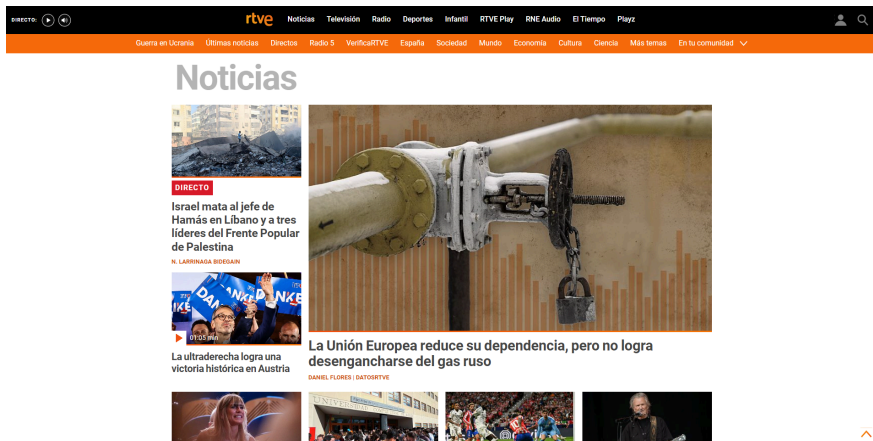 DIRECTO:
rtve Noticias Televisión Radio Deportes Infantil RTVE Play RNE Audio El Tiempo Playz
Guerra en Ucrania Últimas noticias Directos Radio 5 VerificaRTVE España Sociedad Mundo Economía Cultura Ciencia Más temas En tu comunidad
Noticias
DIRECTO
Israel mata al jefe de
Hamás en Líbano y a tres
líderes del Frente Popular
de Palestina
N. LARRINAGA BIDEGAIN
DANKE
01:05 min
La ultraderecha logra una
victoria histórica en Austria
La Unión Europea reduce su dependencia, pero no logra
desengancharse del gas ruso
DANIEL FLORES | DATOSRTVE